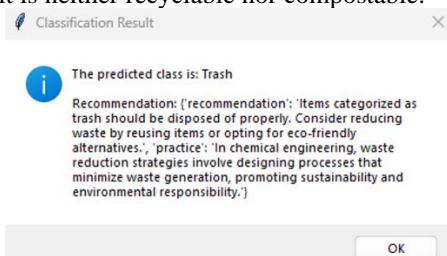 it is neither recyclable nor compostable.
Classification Result
The predicted class is: Trash
Recommendation: {'recommendation': 'Items categorized as
trash should be disposed of properly. Consider reducing
waste by reusing items or opting for eco-friendly
alternatives.', 'practice': 'In chemical engineering, waste
reduction strategies involve designing processes that
minimize waste generation, promoting sustainability and
environmental responsibility.'}
OK